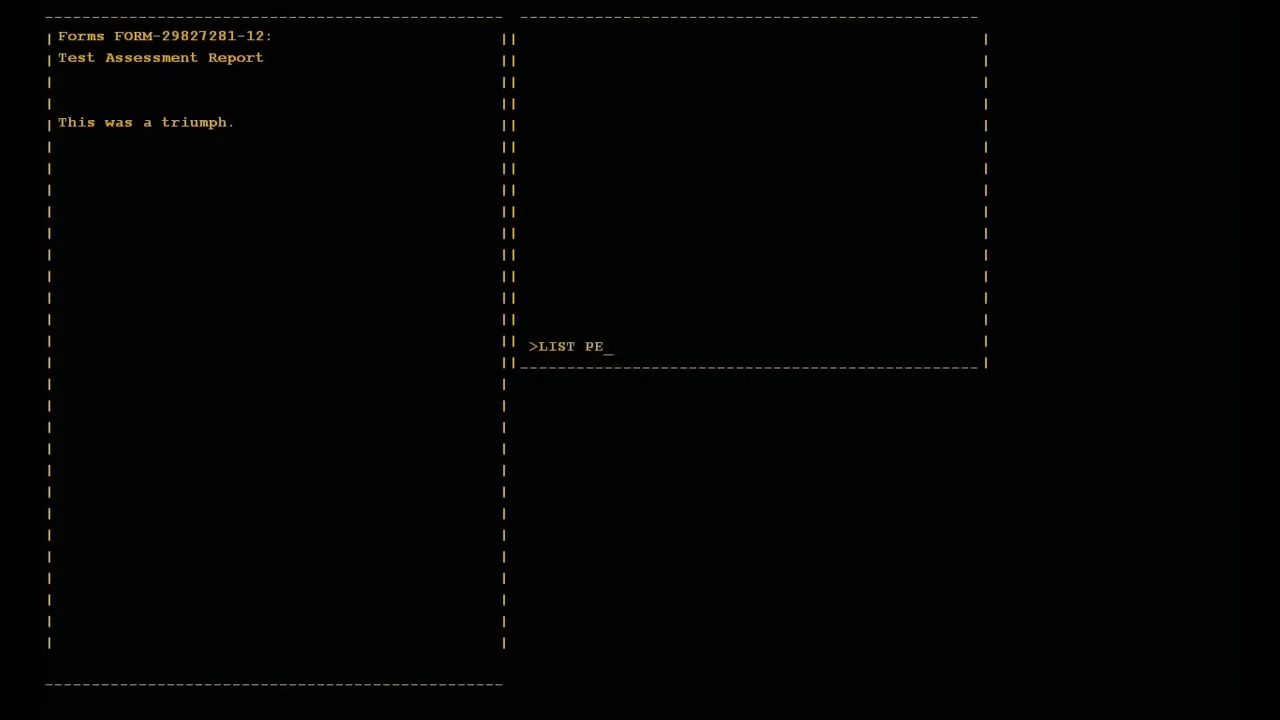 Forms FORM-29827281-12:
Test Assessment Report
This was a triumph.
>LIST PE_